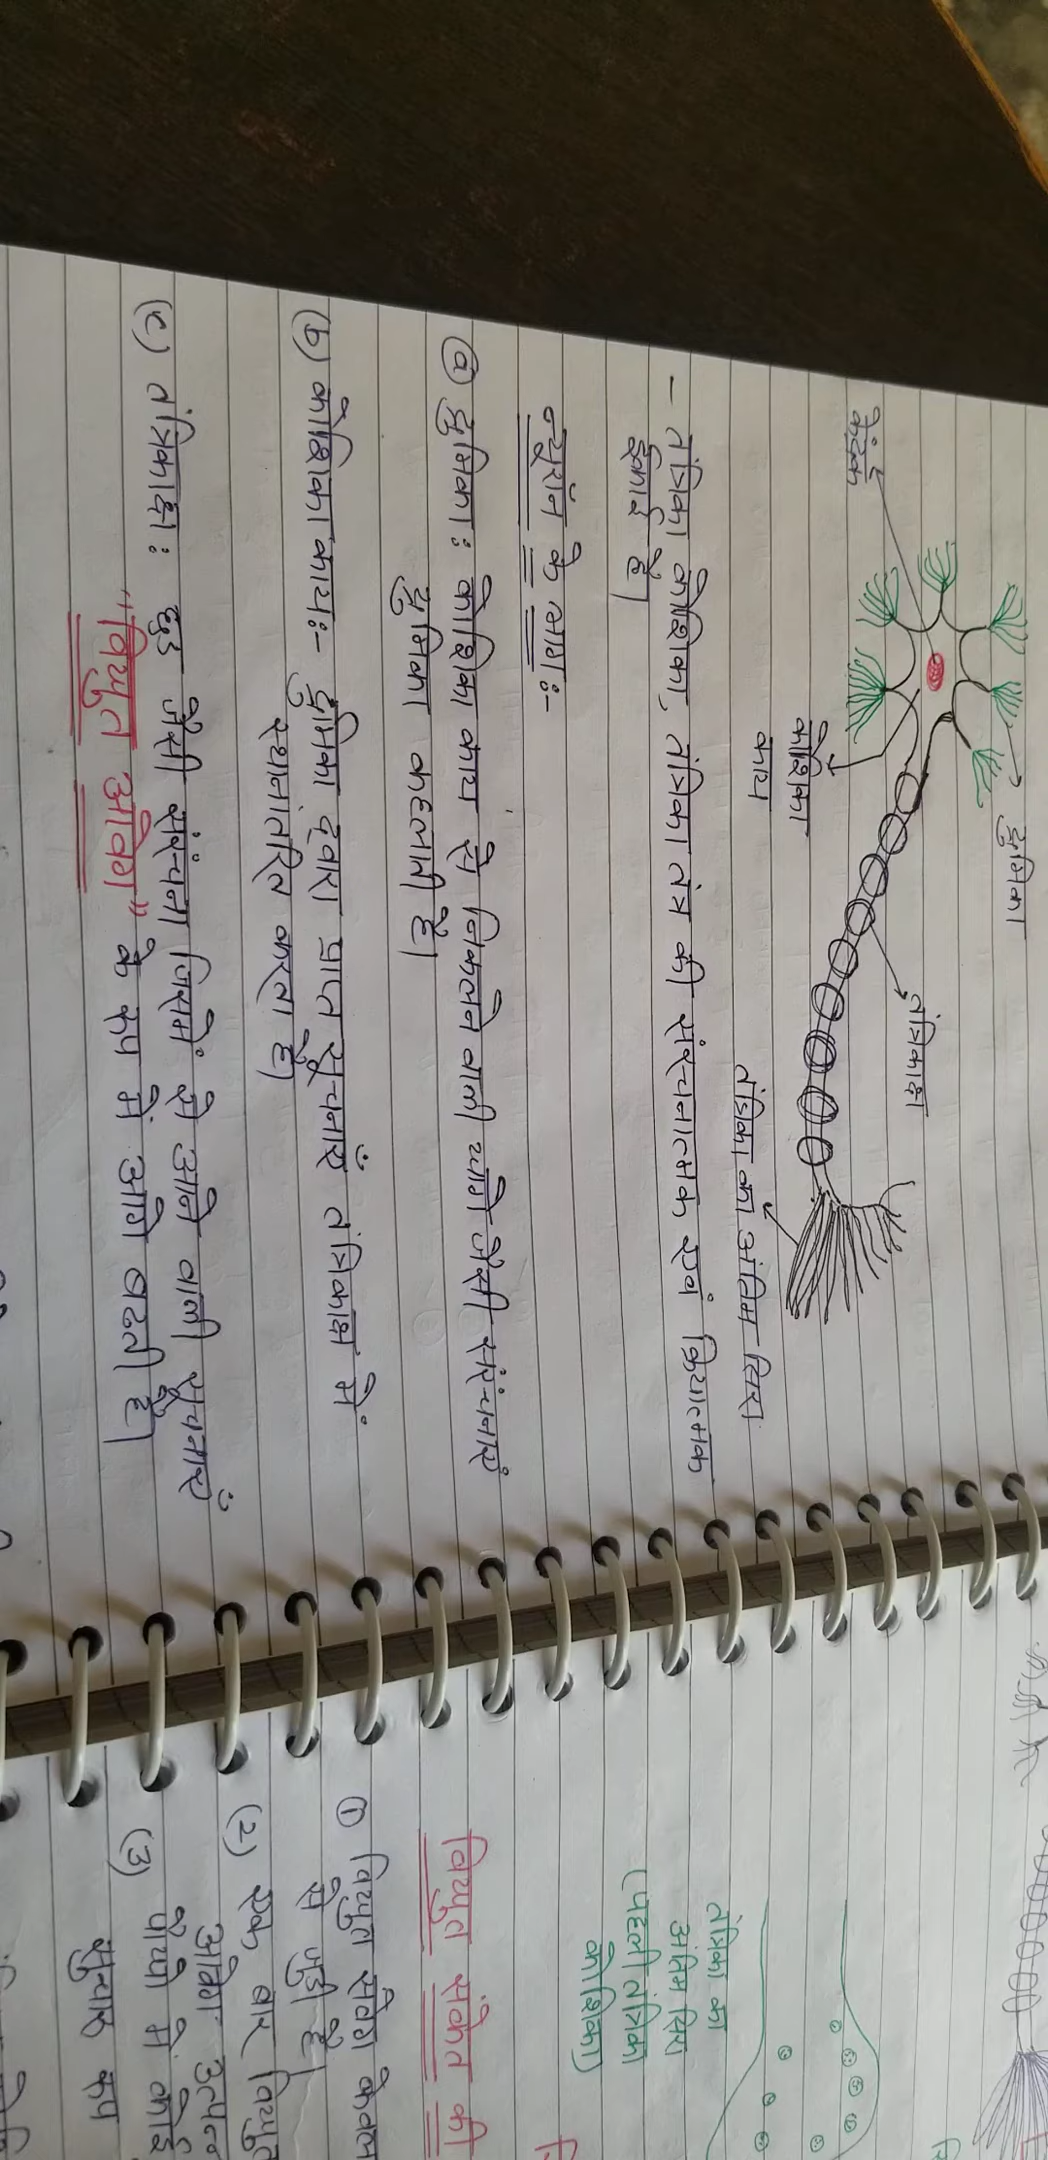 द्रुमिका
तंत्रिकाक्ष
केंद्रक
कोशिका
काय
तंत्रिका का अंतिम सिरा
- तंत्रिका कोशिका, तंत्रिका तंत्र की संरचनात्मक एवं क्रियात्मक
इकाई है।
न्यूरॉन के भाग :-
(a) द्रुमिका : कोशिका काय से निकलने वाली धागे जैसी संरचनाएं
द्रुमिका कहलाती हैं।
(b) कोशिका काय:- द्रुमिका द्वारा प्राप्त सूचनाएं तंत्रिकाक्ष में
स्थानांतरित करता है।
(c) तंत्रिकाक्ष : छड़ जैसी संरचना जिसमें से आने वाली सूचनाएं
"विद्युत आवेग" के रूप में आगे बढ़ती है।
तंत्रिका का
अंतिम सिरा
(पहली तंत्रिका
कोशिका)
विद्युत संकेत की
① विद्युत संकेत केवल
से जुड़ी है।
(2) एक बार विद्युत
आवेग उत्पन्न
(3) पौधों में कोई
सुचारू रूप